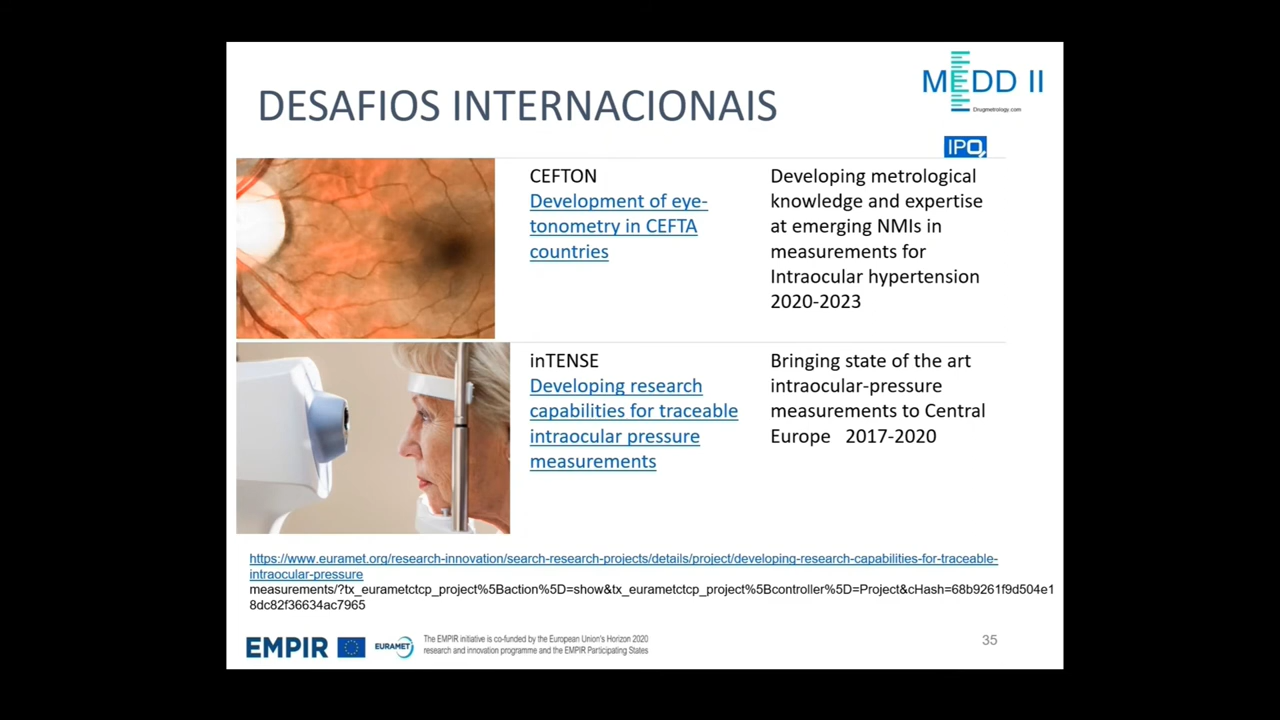 DESAFIOS INTERNACIONAIS
MEDD II
Drugmetrology.com
IPQ
CEFTON
Development of eye-
tonometry in CEFTA
countries
Developing metrological
knowledge and expertise
at emerging NMIs in
measurements for
Intraocular hypertension
2020-2023
inTENSE
Developing research
capabilities for traceable
intraocular pressure
measurements
Bringing state of the art
intraocular-pressure
measurements to Central
Europe 2017-2020
https://www.euramet.org/research-innovation/search-research-projects/details/project/developing-research-capabilities-for-traceable-
intraocular-pressure
measurements/?tx_eurametctcp_project%5Baction%5D=show&tx_eurametctcp_project%5Bcontroller%5D=Project&cHash=68b9261f9d504e1
8dc82f36634ac7965
EMPIR
EURAMET
The EMPIR initiative is co-funded by the European Union's Horizon 2020
research and innovation programme and the EMPIR Participating States
35